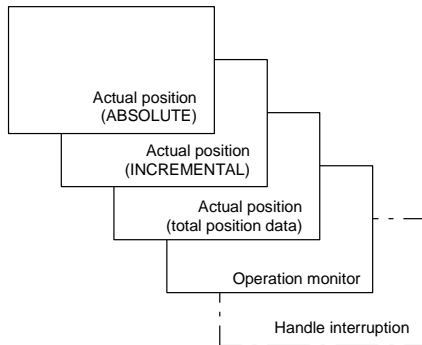 Actual position
(ABSOLUTE)
Actual position
(INCREMENTAL)
Actual position
(total position data)
Operation monitor
Handle interruption